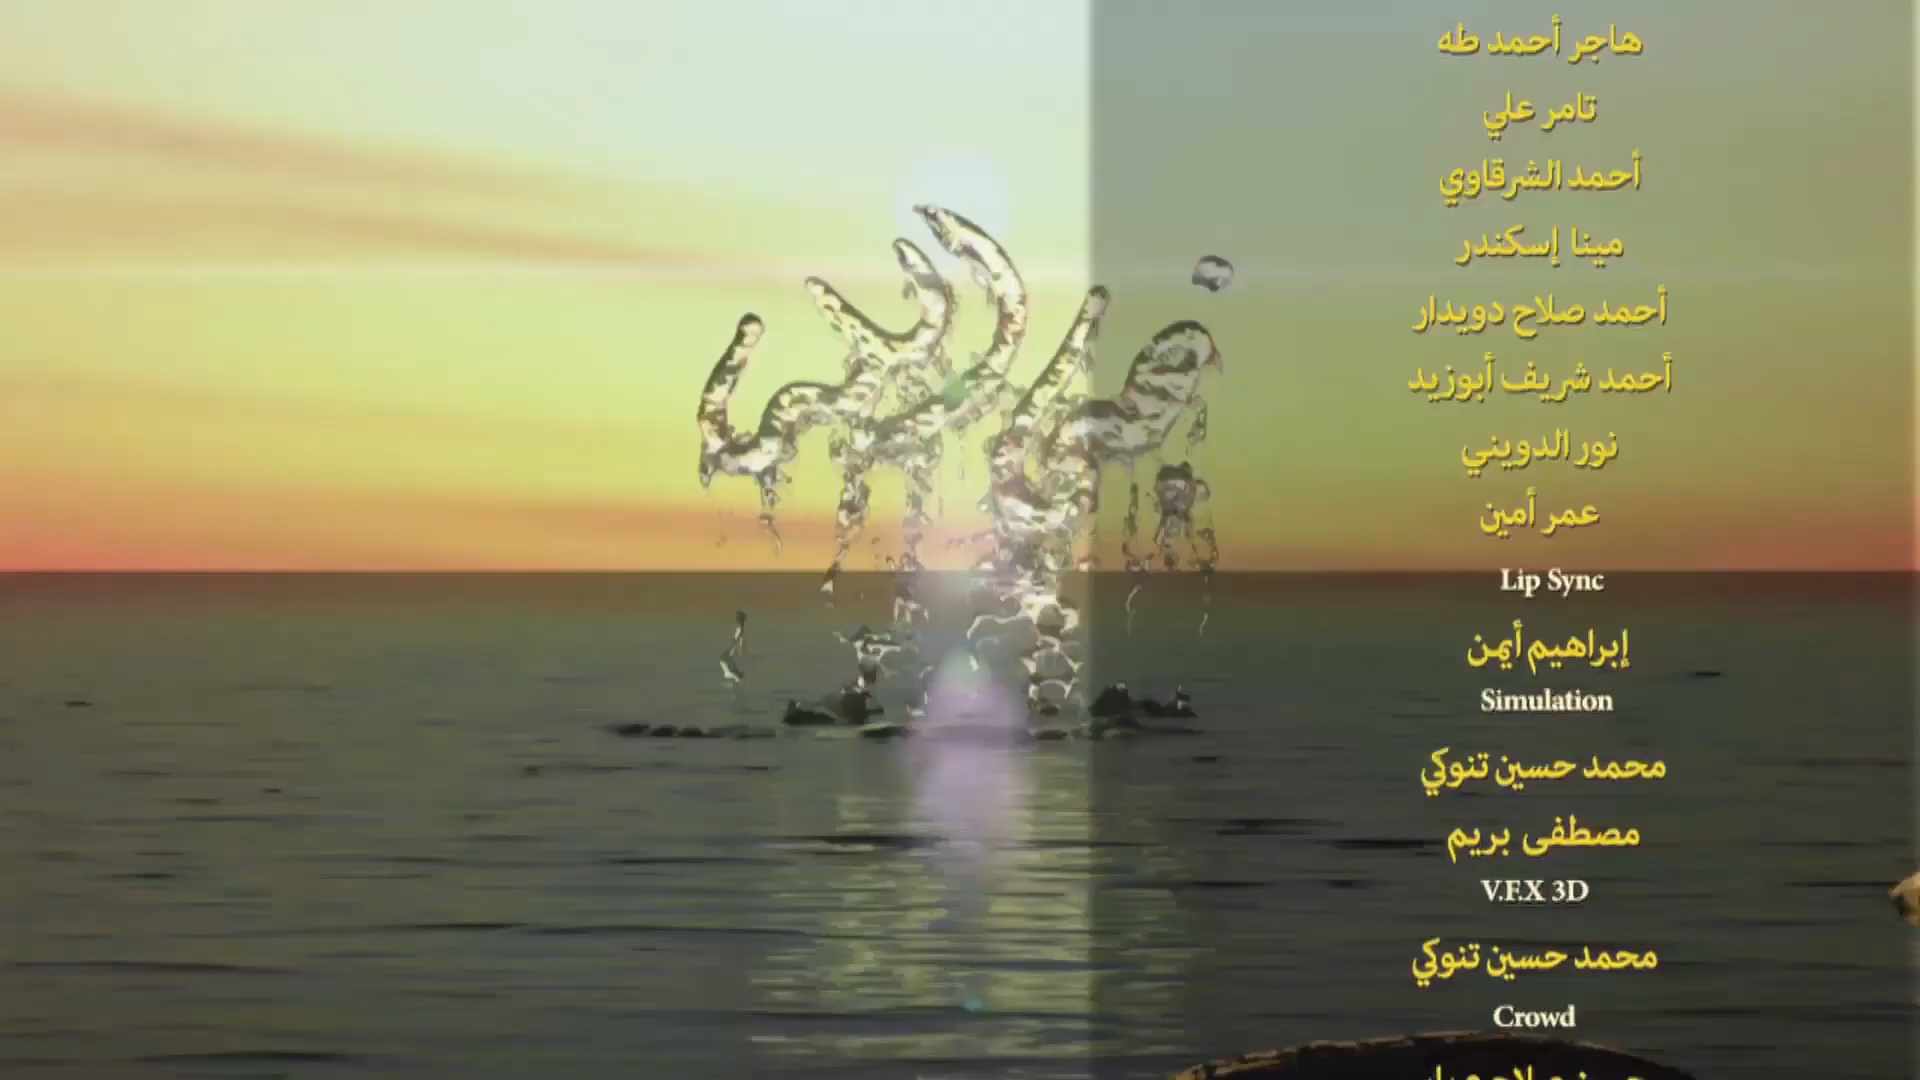 هاجر أحمد طه
تامر علي
أحمد الشرقاوي
مينا إسكندر
أحمد صلاح دويدار
أحمد شريف أبوزيد
نور الدويني
عمر أمين
Lip Sync
إبراهيم أيمن
Simulation
محمد حسين تنوكي
مصطفى بريم
V.F.X 3D
محمد حسين تنوكي
Crowd